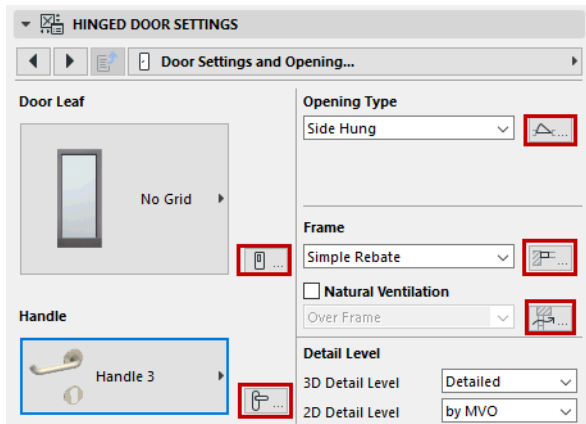 HINGED DOOR SETTINGS
Door Settings and Opening...
Door Leaf
No Grid
...
Handle
Handle 3
...
Opening Type
Side Hung
...
Frame
Simple Rebate
...
Natural Ventilation
Over Frame
...
Detail Level
3D Detail Level Detailed
2D Detail Level by MVO